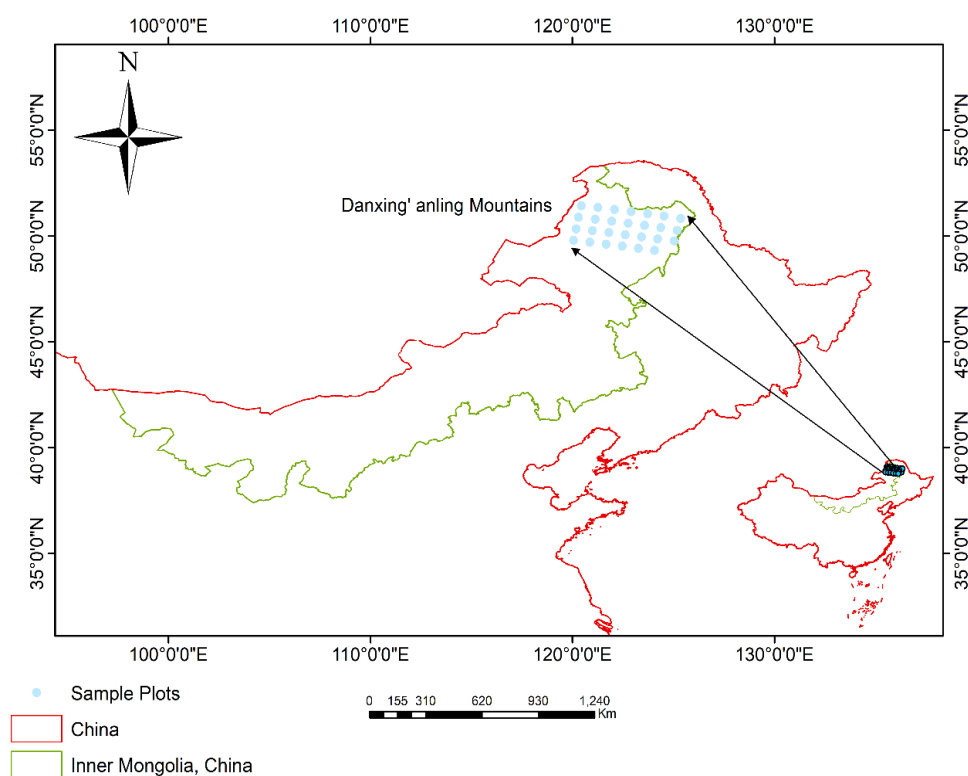 100°0'0"E 110°0'0"E 120°0'0"E 130°0'0"E
N
55°0'0"N 55°0'0"N
Danxing' anling Mountains
50°0'0"N 50°0'0"N
45°0'0"N 45°0'0"N
40°0'0"N 40°0'0"N
35°0'0"N 35°0'0"N
100°0'0"E 110°0'0"E 120°0'0"E 130°0'0"E
Sample Plots
0 155 310 620 930 1,240
Km
China
Inner Mongolia, China